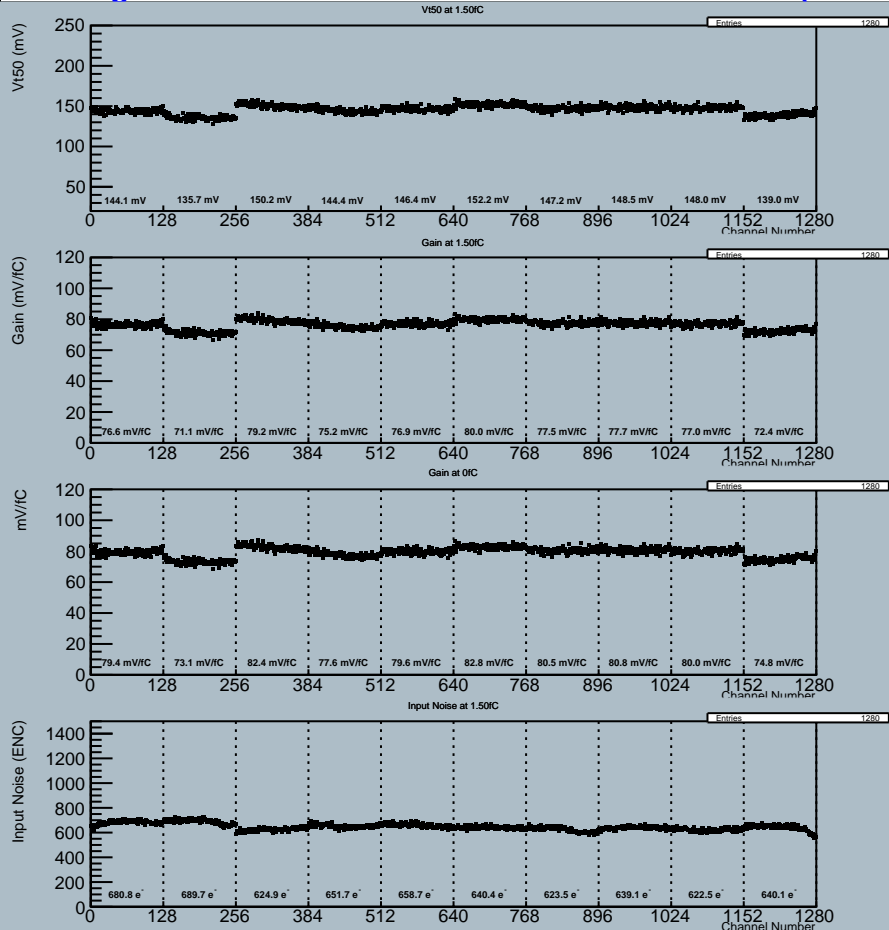 Vt50 at 1.50fC
Entries 1280
Vt50 (mV)
250
200
150
100
50
144.1 mV 135.7 mV 150.2 mV 144.4 mV 146.4 mV 152.2 mV 147.2 mV 148.5 mV 148.0 mV 139.0 mV
0 128 256 384 512 640 768 896 1024 1152 1280
Channel Number
Gain at 1.50fC
Entries 1280
Gain (mV/fC)
120
100
80
60
40
20
0
76.6 mV/fC 71.1 mV/fC 79.2 mV/fC 75.2 mV/fC 76.9 mV/fC 80.0 mV/fC 77.5 mV/fC 77.7 mV/fC 77.0 mV/fC 72.4 mV/fC
0 128 256 384 512 640 768 896 1024 1152 1280
Channel Number
Gain at 0fC
Entries 1280
mV/fC
120
100
80
60
40
20
0
79.4 mV/fC 73.1 mV/fC 82.4 mV/fC 77.6 mV/fC 79.6 mV/fC 82.8 mV/fC 80.5 mV/fC 80.8 mV/fC 80.0 mV/fC 74.8 mV/fC
0 128 256 384 512 640 768 896 1024 1152 1280
Channel Number
Input Noise at 1.50fC
Entries 1280
Input Noise (ENC)
1400
1200
1000
800
600
400
200
0
680.8 e⁻ 689.7 e⁻ 624.9 e⁻ 651.7 e⁻ 658.7 e⁻ 640.4 e⁻ 623.5 e⁻ 639.1 e⁻ 622.5 e⁻ 640.1 e⁻
0 128 256 384 512 640 768 896 1024 1152 1280
Channel Number